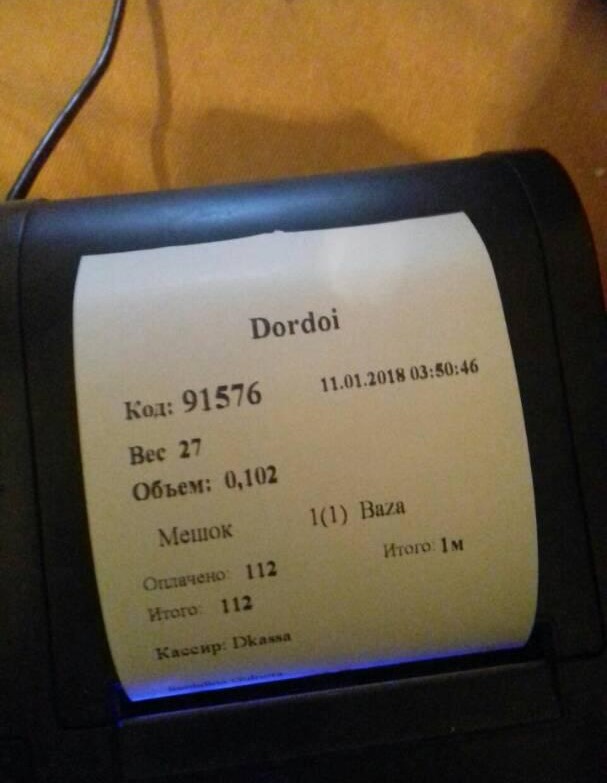 Dordoi
Код: 91576 11.01.2018 03:50:46
Вес 27
Объем: 0,102
Мешок 1(1) Baza
Оплачено: 112 Итого: 1м
Итого: 112
Кассир: Dkassa